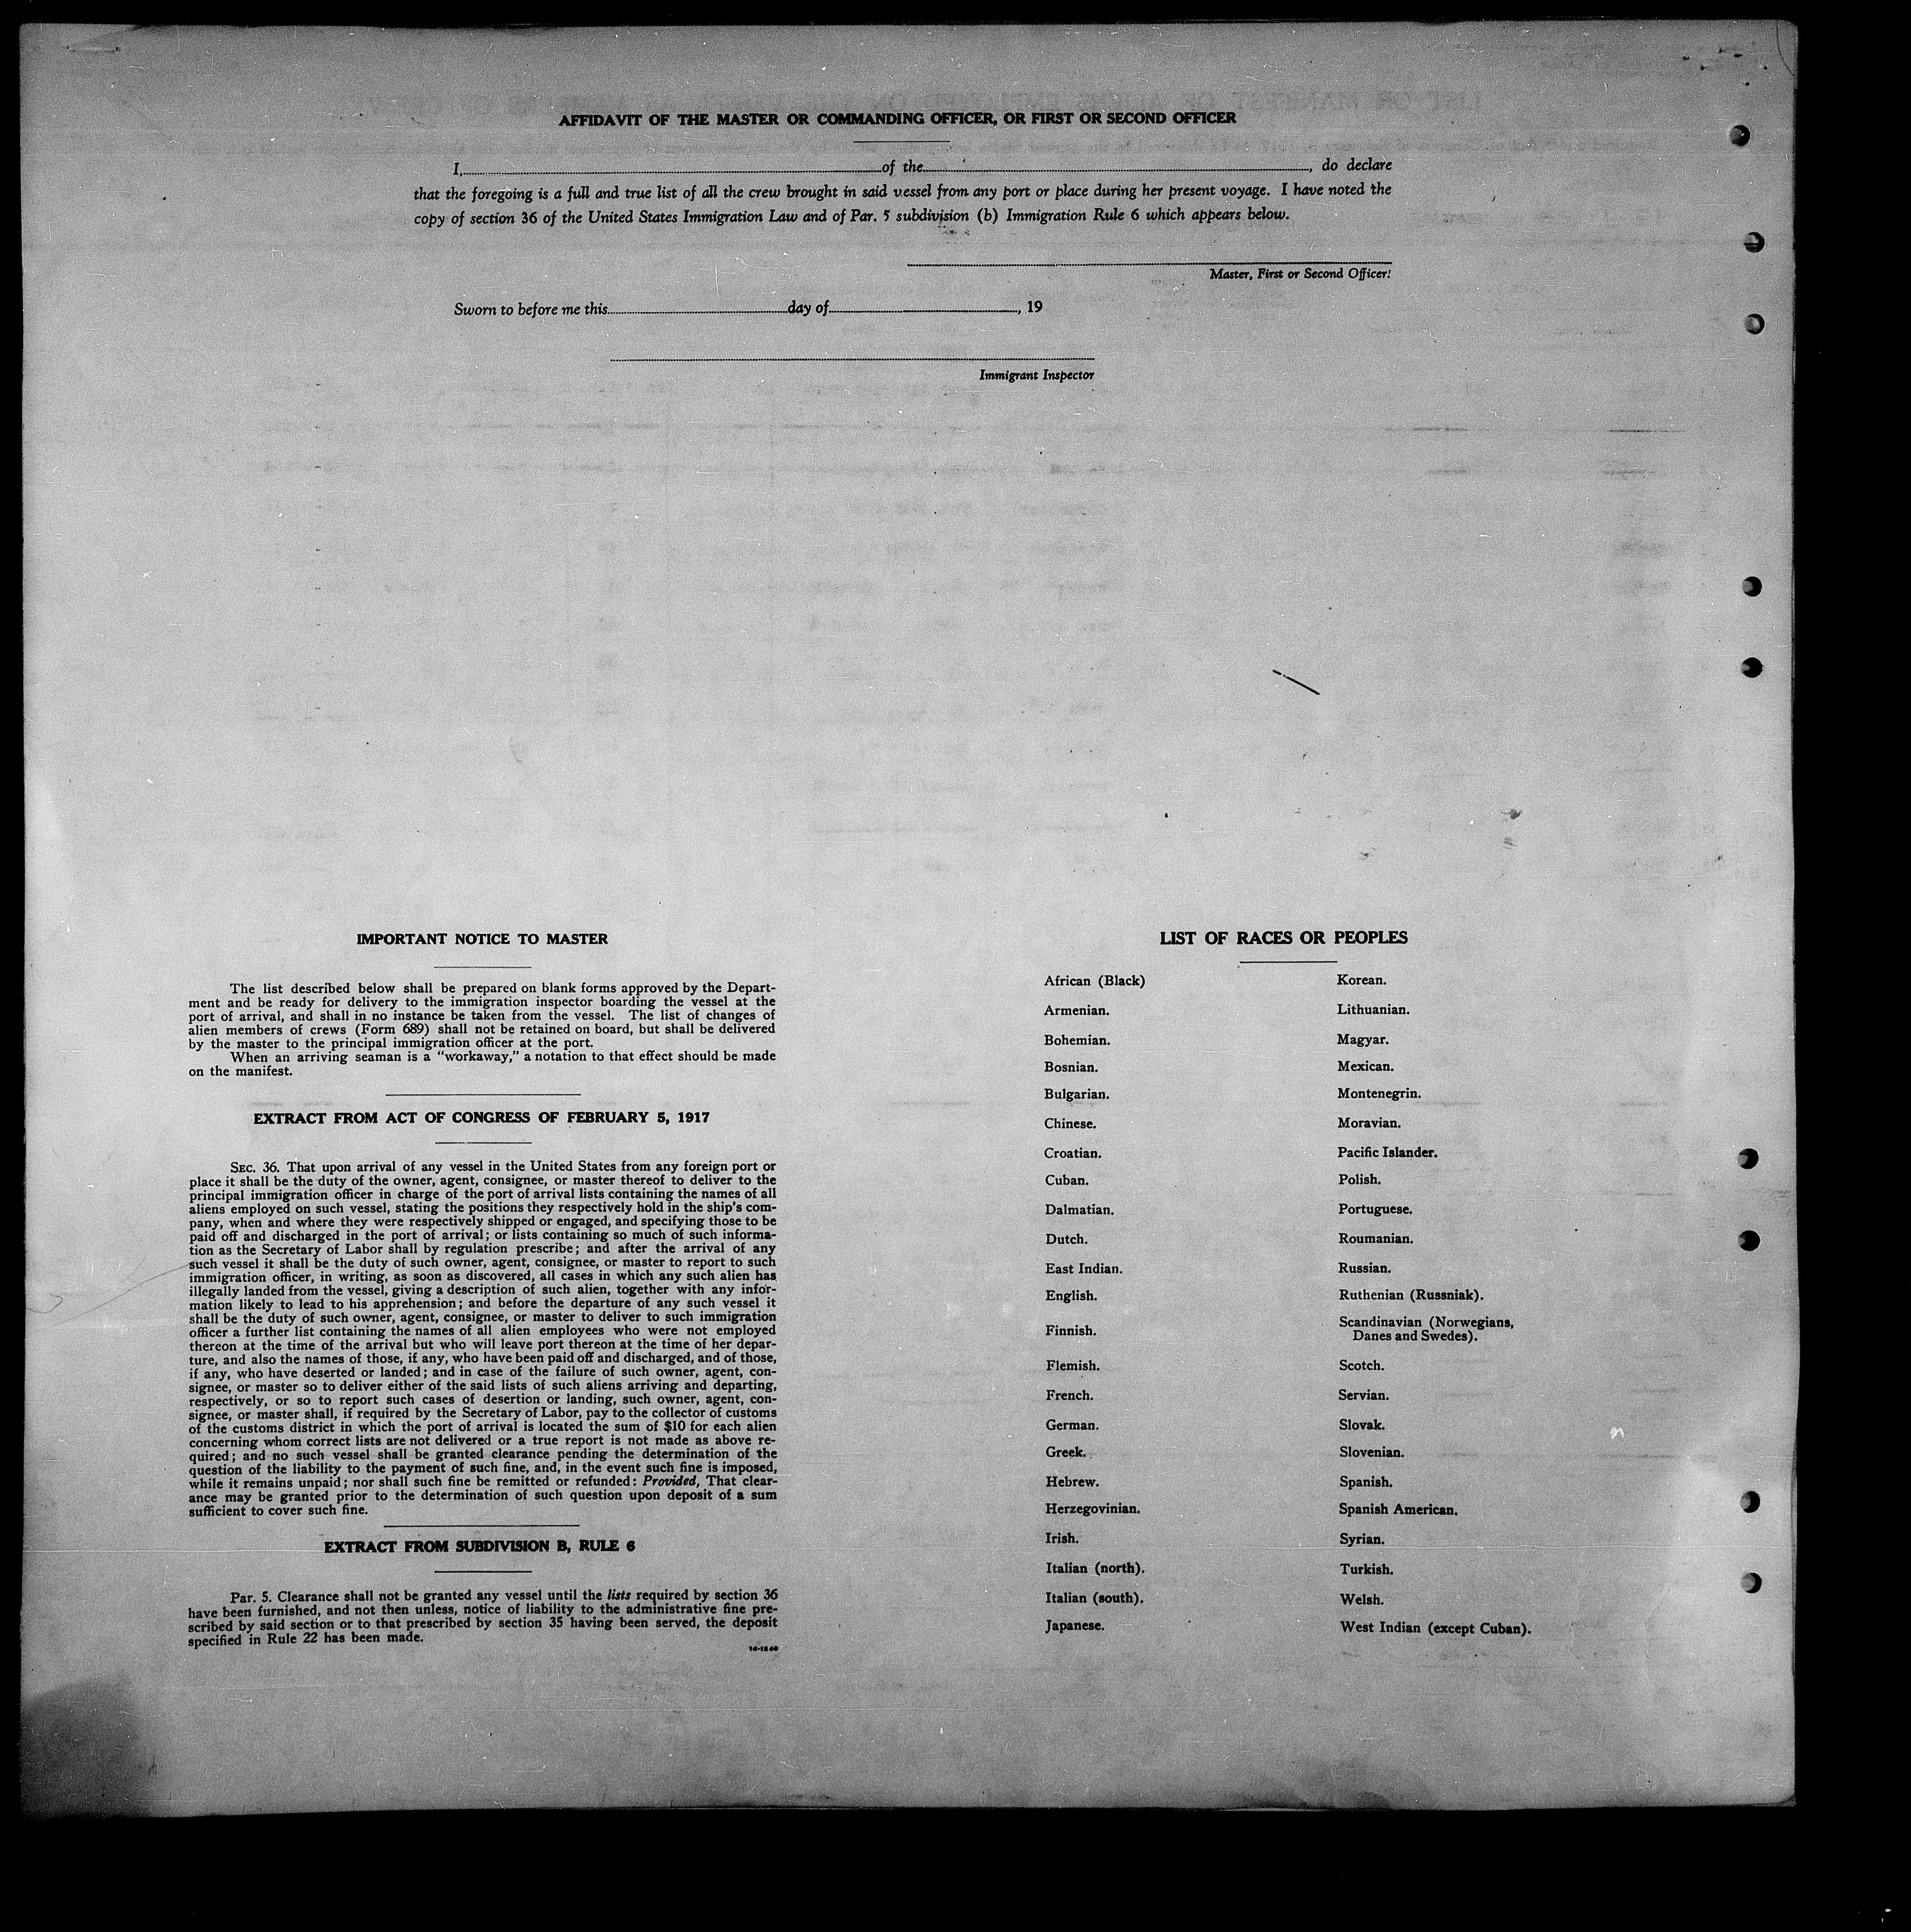 AFFIDAVIT OF THE MASTER OR COMMANDING OFFICER, OR FIRST OR SECOND OFFICER
I, of the , do declare
that the foregoing is a full and true list of all the crew brought in said vessel from any port or place during her present voyage. I have noted the
copy of section 36 of the United States Immigration Law and of Par. 5 subdivision (b) Immigration Rule 6 which appears below.
Master, First or Second Officer.
Sworn to before me this day of , 19
Immigrant Inspector
IMPORTANT NOTICE TO MASTER
The list described below shall be prepared on blank forms approved by the Depart-
ment and be ready for delivery to the immigration inspector boarding the vessel at the
port of arrival, and shall in no instance be taken from the vessel. The list of changes of
alien members of crews (Form 689) shall not be retained on board, but shall be delivered
by the master to the principal immigration officer at the port.
When an arriving seaman is a "workaway," a notation to that effect should be made
on the manifest.
EXTRACT FROM ACT OF CONGRESS OF FEBRUARY 5, 1917
SEC. 36. That upon arrival of any vessel in the United States from any foreign port or
place it shall be the duty of the owner, agent, consignee, or master thereof to deliver to the
principal immigration officer in charge of the port of arrival lists containing the names of all
aliens employed on such vessel, stating the positions they respectively hold in the ship's com-
pany, when and where they were respectively shipped or engaged, and specifying those to be
paid off and discharged in the port of arrival; or lists containing so much of such informa-
tion as the Secretary of Labor shall by regulation prescribe; and after the arrival of any
such vessel it shall be the duty of such owner, agent, consignee, or master to report to such
immigration officer, in writing, as soon as discovered, all cases in which any such alien has
illegally landed from the vessel, giving a description of such alien, together with any infor-
mation likely to lead to his apprehension; and before the departure of any such vessel it
shall be the duty of such owner, agent, consignee, or master to deliver to such immigration
officer a further list containing the names of all alien employees who were not employed
thereon at the time of the arrival but who will leave port thereon at the time of her depar-
ture, and also the names of those, if any, who have been paid off and discharged, and of those,
if any, who have deserted or landed; and in case of the failure of such owner, agent, con-
signee, or master so to deliver either of the said lists of such aliens arriving and departing,
respectively, or so to report such cases of desertion or landing, such owner, agent, con-
signee, or master shall, if required by the Secretary of Labor, pay to the collector of customs
of the customs district in which the port of arrival is located the sum of $10 for each alien
concerning whom correct lists are not delivered or a true report is not made as above re-
quired; and no such vessel shall be granted clearance pending the determination of the
question of the liability to the payment of such fine, and, in the event such fine is imposed,
while it remains unpaid; nor shall such fine be remitted or refunded: Provided, That clear-
ance may be granted prior to the determination of such question upon deposit of a sum
sufficient to cover such fine.
EXTRACT FROM SUBDIVISION B, RULE 6
Par. 5. Clearance shall not be granted any vessel until the lists required by section 36
have been furnished, and not then unless, notice of liability to the administrative fine pre-
scribed by said section or to that prescribed by section 35 having been served, the deposit
specified in Rule 22 has been made.
LIST OF RACES OR PEOPLES
African (Black)
Armenian.
Bohemian.
Bosnian.
Bulgarian.
Chinese.
Croatian.
Cuban.
Dalmatian.
Dutch.
East Indian.
English.
Finnish.
Flemish.
French.
German.
Greek.
Hebrew.
Herzegovinian.
Irish.
Italian (north).
Italian (south).
Japanese.
Korean.
Lithuanian.
Magyar.
Mexican.
Montenegrin.
Moravian.
Pacific Islander.
Polish.
Portuguese.
Roumanian.
Russian.
Ruthenian (Russniak).
Scandinavian (Norwegians,
Danes and Swedes).
Scotch.
Servian.
Slovak.
Slovenian.
Spanish.
Spanish American.
Syrian.
Turkish.
Welsh.
West Indian (except Cuban).